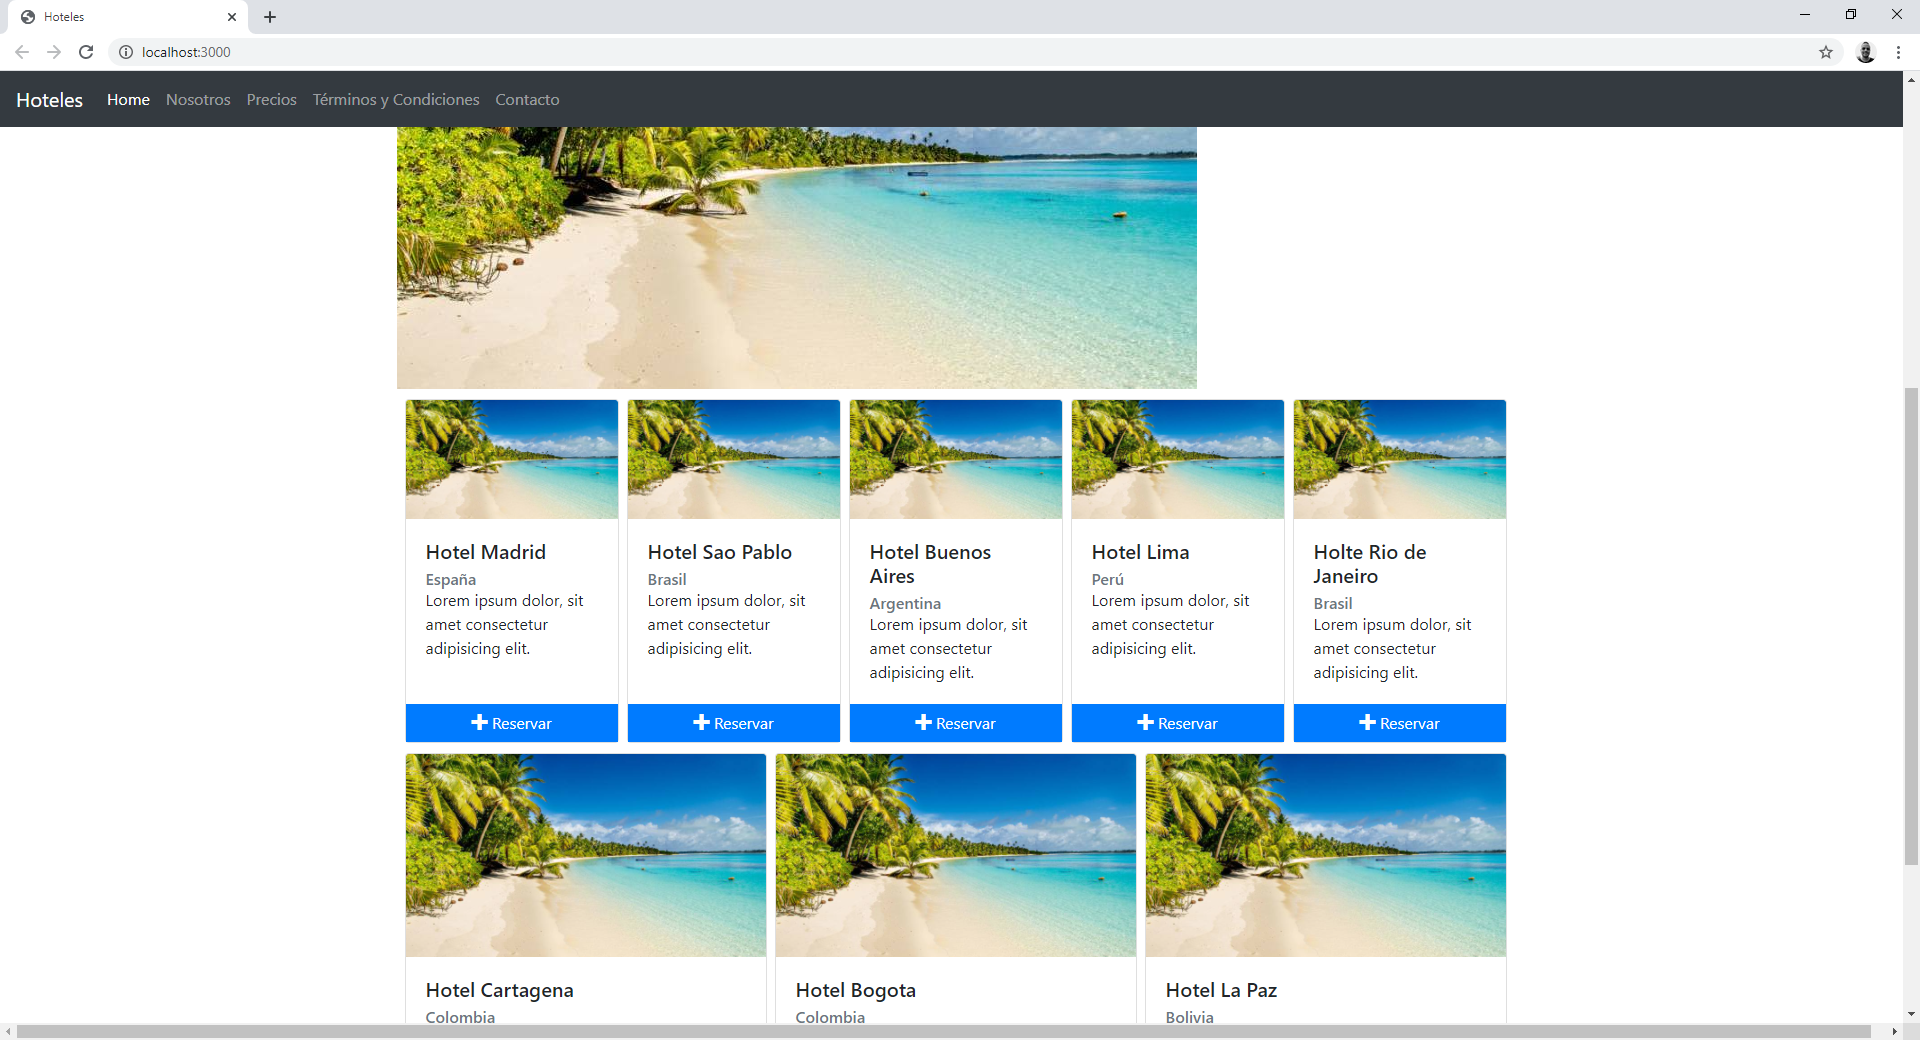 Hoteles
localhost:3000
Hoteles Home Nosotros Precios Términos y Condiciones Contacto
Hotel Madrid
España
Lorem ipsum dolor, sit
amet consectetur
adipisicing elit.
Reservar
Hotel Sao Pablo
Brasil
Lorem ipsum dolor, sit
amet consectetur
adipisicing elit.
Reservar
Hotel Buenos
Aires
Argentina
Lorem ipsum dolor, sit
amet consectetur
adipisicing elit.
Reservar
Hotel Lima
Perú
Lorem ipsum dolor, sit
amet consectetur
adipisicing elit.
Reservar
Holte Rio de
Janeiro
Brasil
Lorem ipsum dolor, sit
amet consectetur
adipisicing elit.
Reservar
Hotel Cartagena
Colombia
Hotel Bogota
Colombia
Hotel La Paz
Bolivia